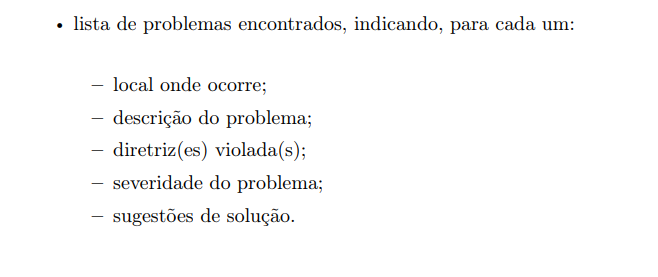 • lista de problemas encontrados, indicando, para cada um:
– local onde ocorre;
– descrição do problema;
– diretriz(es) violada(s);
– severidade do problema;
– sugestões de solução.